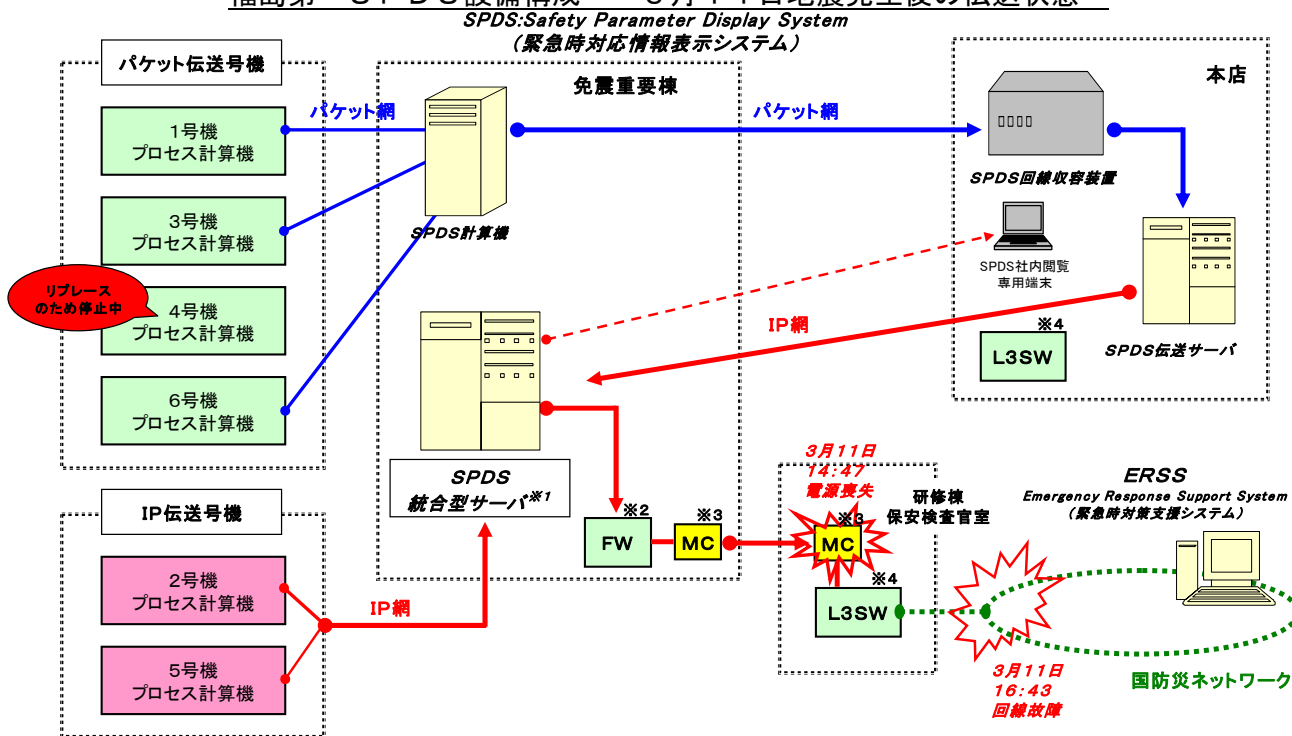 SPDS:Safety Parameter Display System
（緊急時対応情報表示システム）
パケット伝送号機
1号機
プロセス計算機
3号機
プロセス計算機
リプレース
のため停止中
4号機
プロセス計算機
6号機
プロセス計算機
パケット網
免震重要棟
SPDS計算機
パケット網
本店
SPDS回線収容装置
SPDS社内閲覧
専用端末
IP網
※4
L3SW
SPDS伝送サーバ
SPDS
統合型サーバ※1
IP伝送号機
2号機
プロセス計算機
5号機
プロセス計算機
IP網
※2
FW
※3
MC
3月11日
14:47
電源喪失
研修棟
保安検査官室
※3
MC
※4
L3SW
ERSS
Emergency Response Support System
（緊急時対策支援システム）
3月11日
16:43
回線故障
国防災ネットワーク